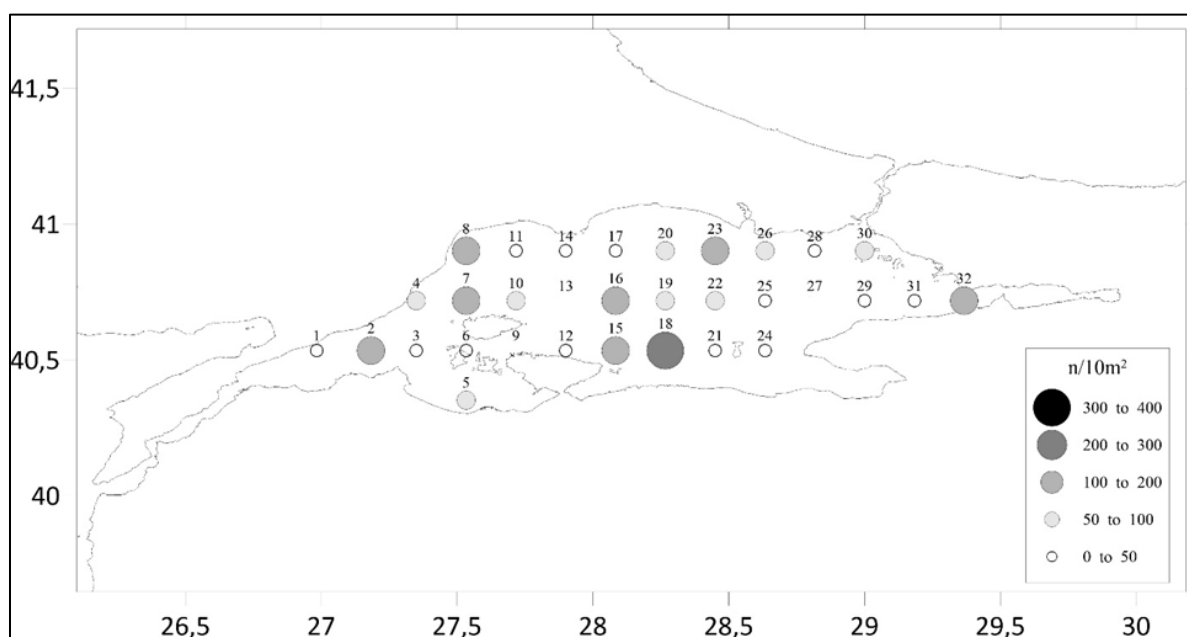 41,5
41
40,5
40
8 11 14 17 20 23 26 28 30
4 7 10 13 16 19 22 25 27 29 31 32
1 2 3 6 9 12 15 18 21 24
5
n/10m²
300 to 400
200 to 300
100 to 200
50 to 100
0 to 50
26,5 27 27,5 28 28,5 29 29,5 30